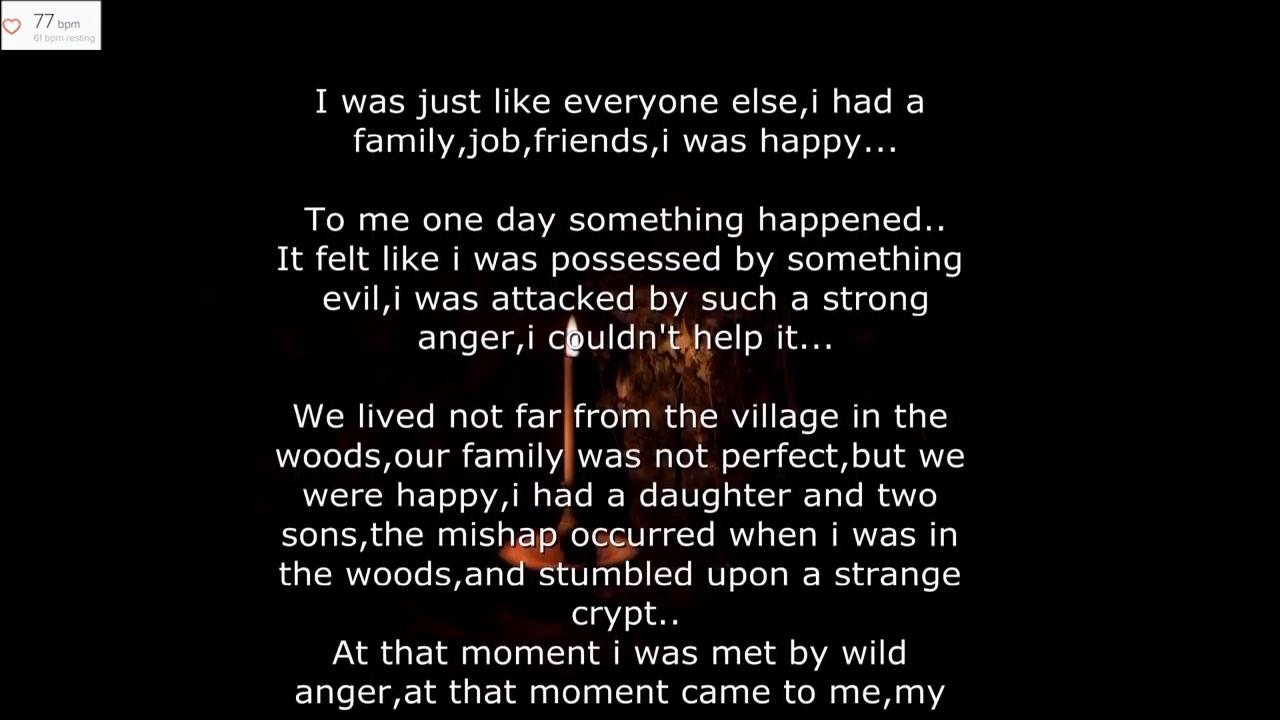 77 bpm
61 bpm resting
I was just like everyone else,i had a
family,job,friends,i was happy...
To me one day something happened..
It felt like i was possessed by something
evil,i was attacked by such a strong
anger,i couldn't help it...
We lived not far from the village in the
woods,our family was not perfect,but we
were happy,i had a daughter and two
sons,the mishap occurred when i was in
the woods,and stumbled upon a strange
crypt..
At that moment i was met by wild
anger,at that moment came to me,my